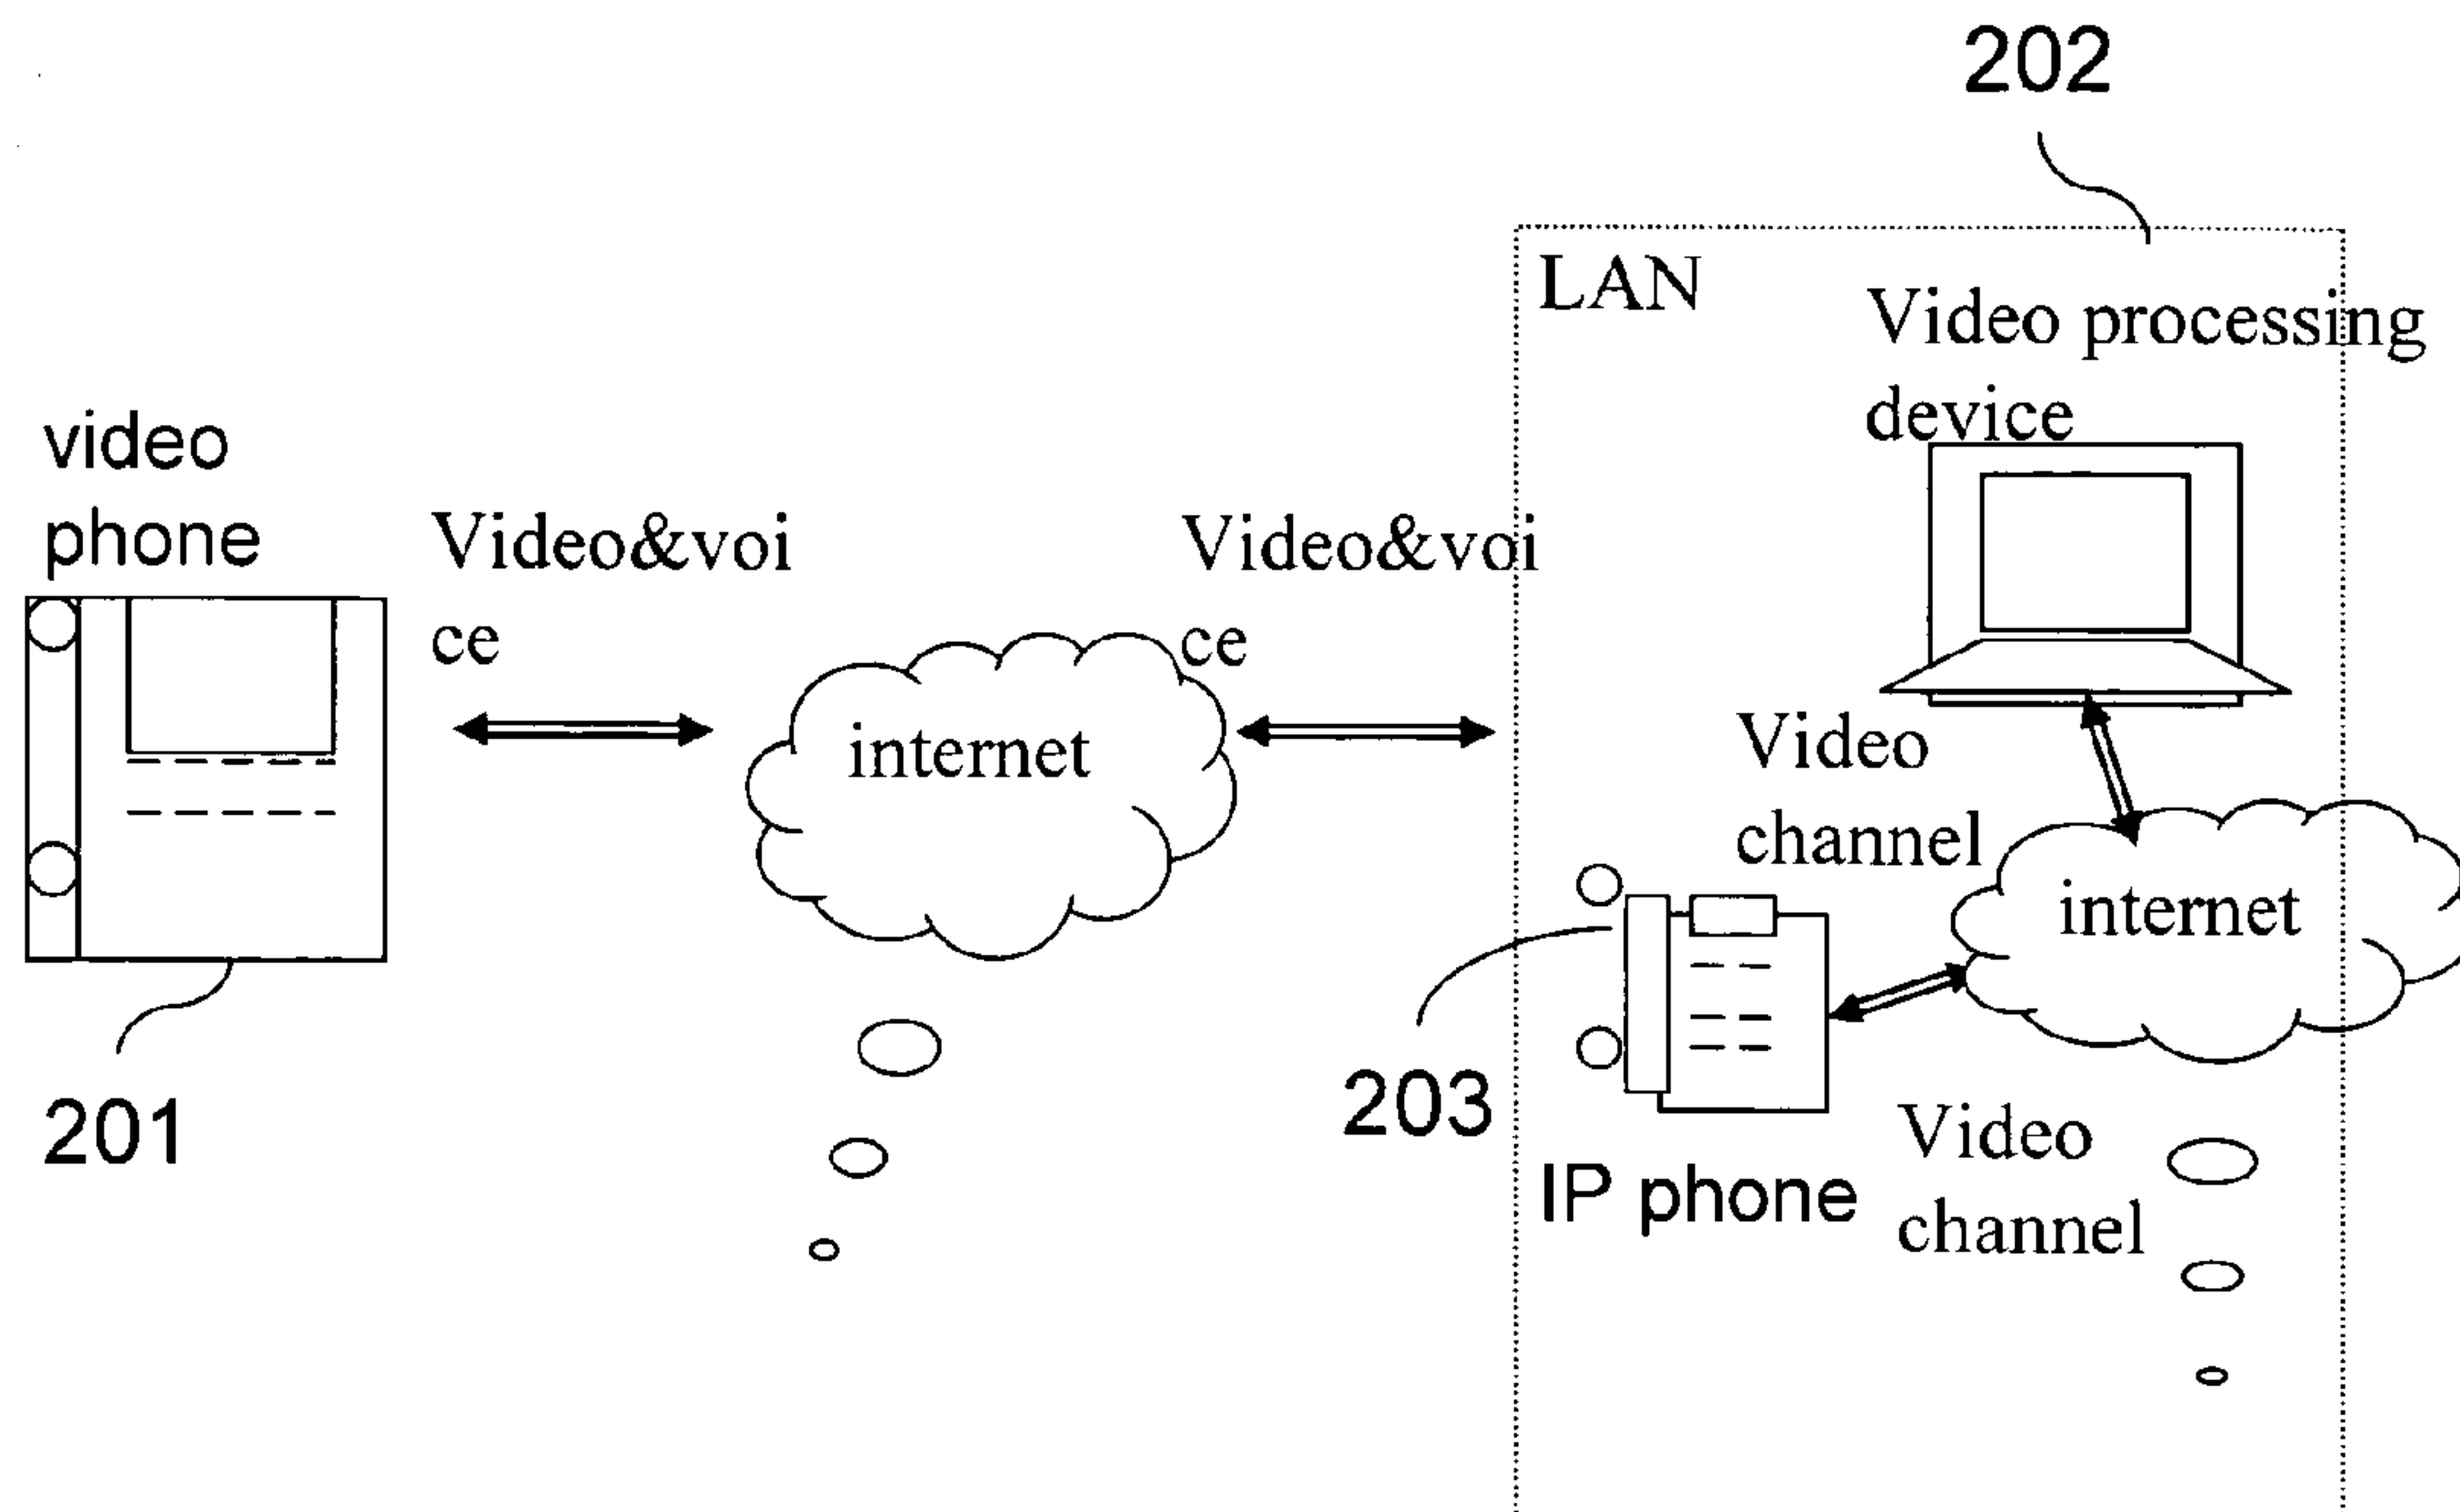 202
LAN
Video processing
device
video
phone
Video&voi
ce
Video&voi
ce
internet
Video
channel
internet
201
203
IP phone
Video
channel